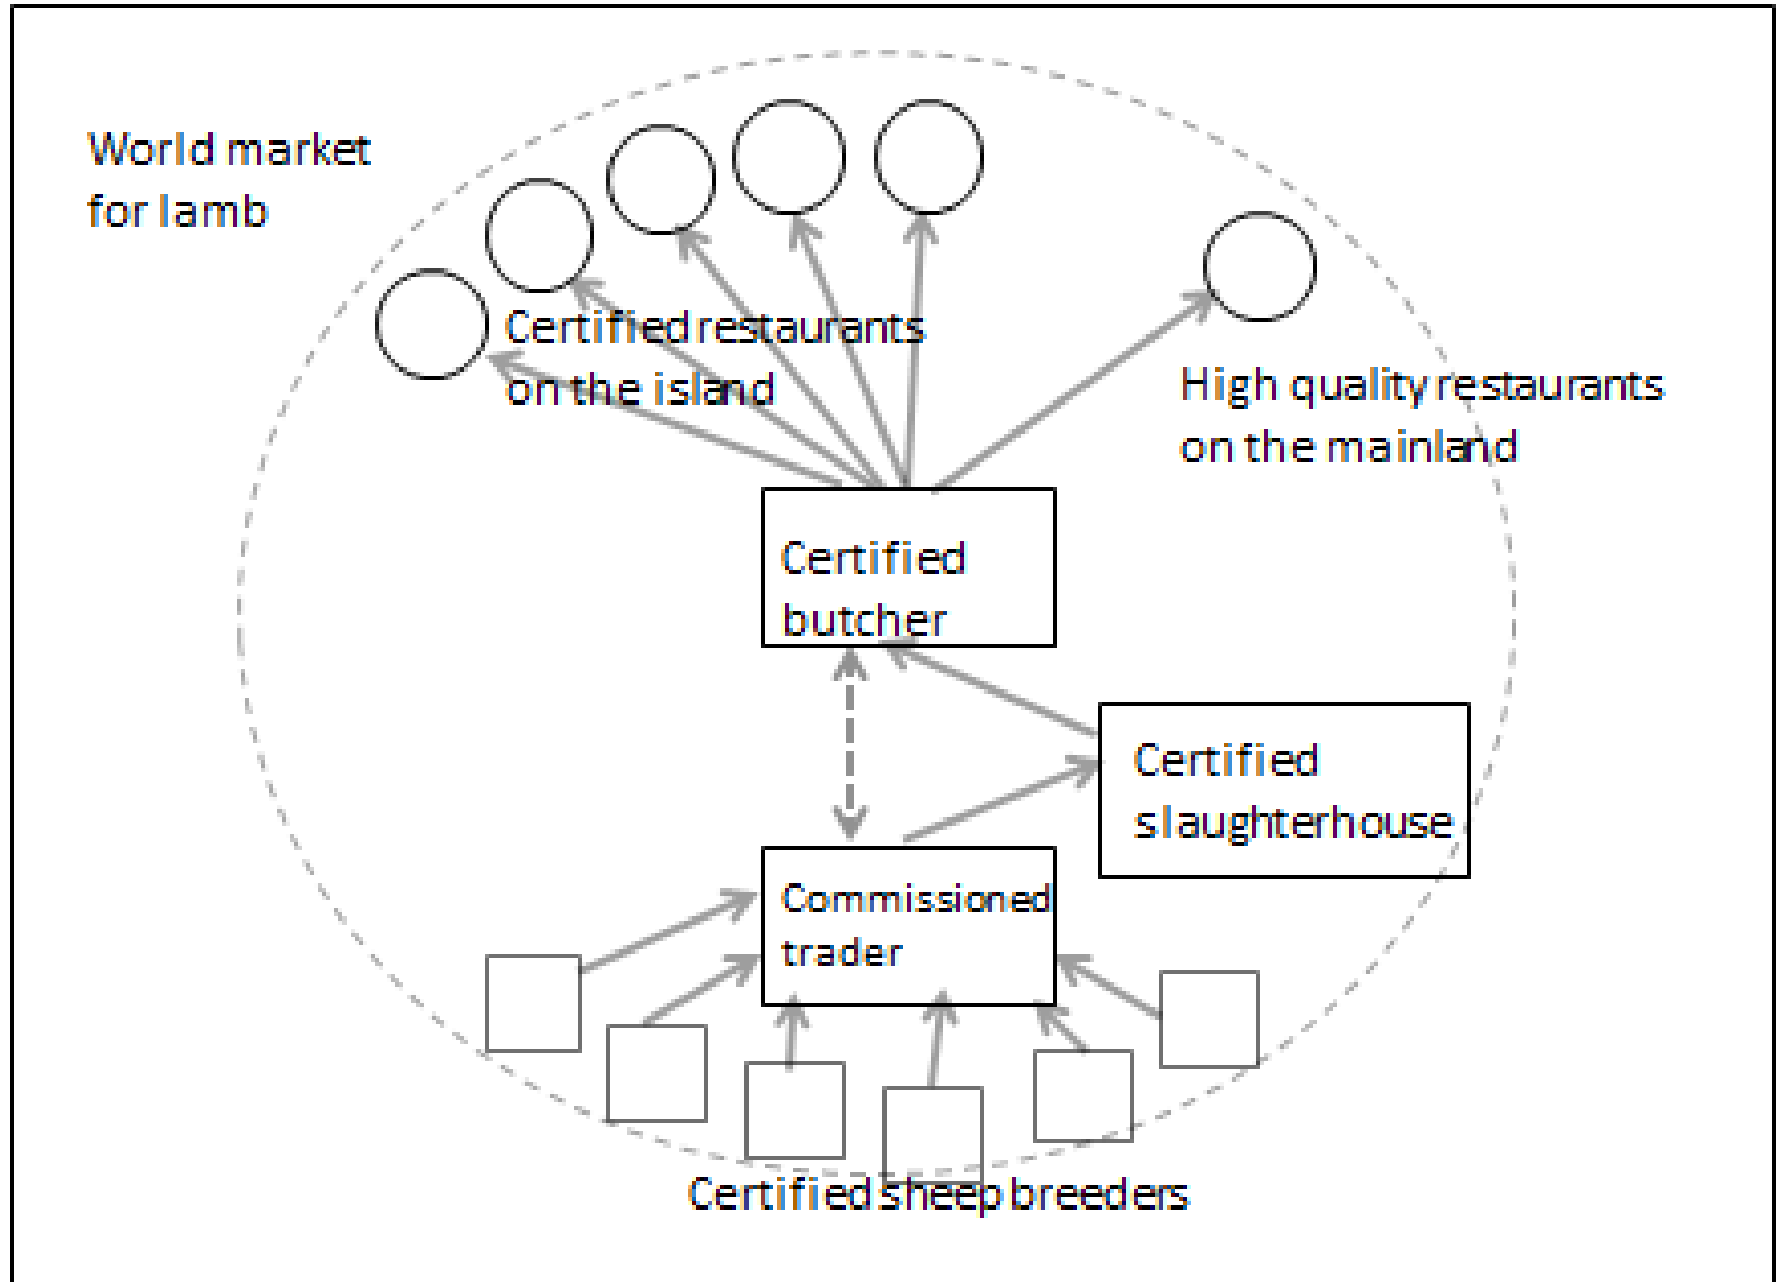 World market
for lamb
Certified restaurants
on the island
High quality restaurants
on the mainland
Certified
butcher
Certified
slaughterhouse
Commissioned
trader
Certified sheep breeders